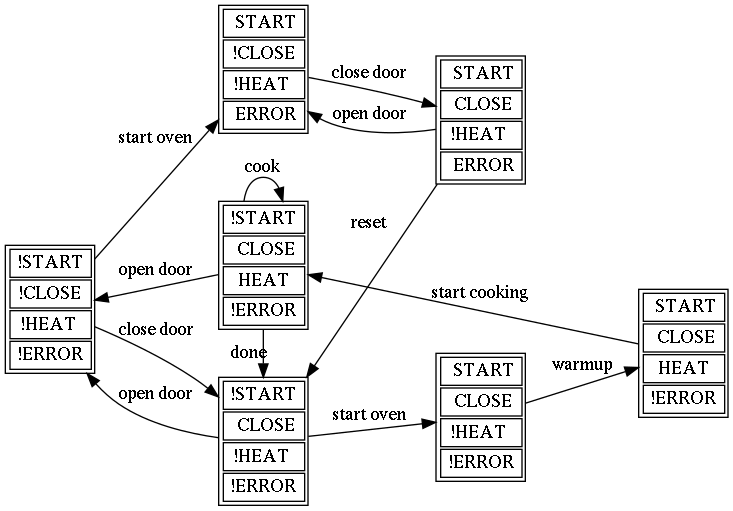 START
!CLOSE
!HEAT
ERROR
close door
open door
START
CLOSE
!HEAT
ERROR
start oven
cook
!START
CLOSE
HEAT
!ERROR
reset
open door
!START
!CLOSE
!HEAT
!ERROR
close door
open door
done
start cooking
START
CLOSE
HEAT
!ERROR
!START
CLOSE
!HEAT
!ERROR
start oven
START
CLOSE
!HEAT
!ERROR
warmup